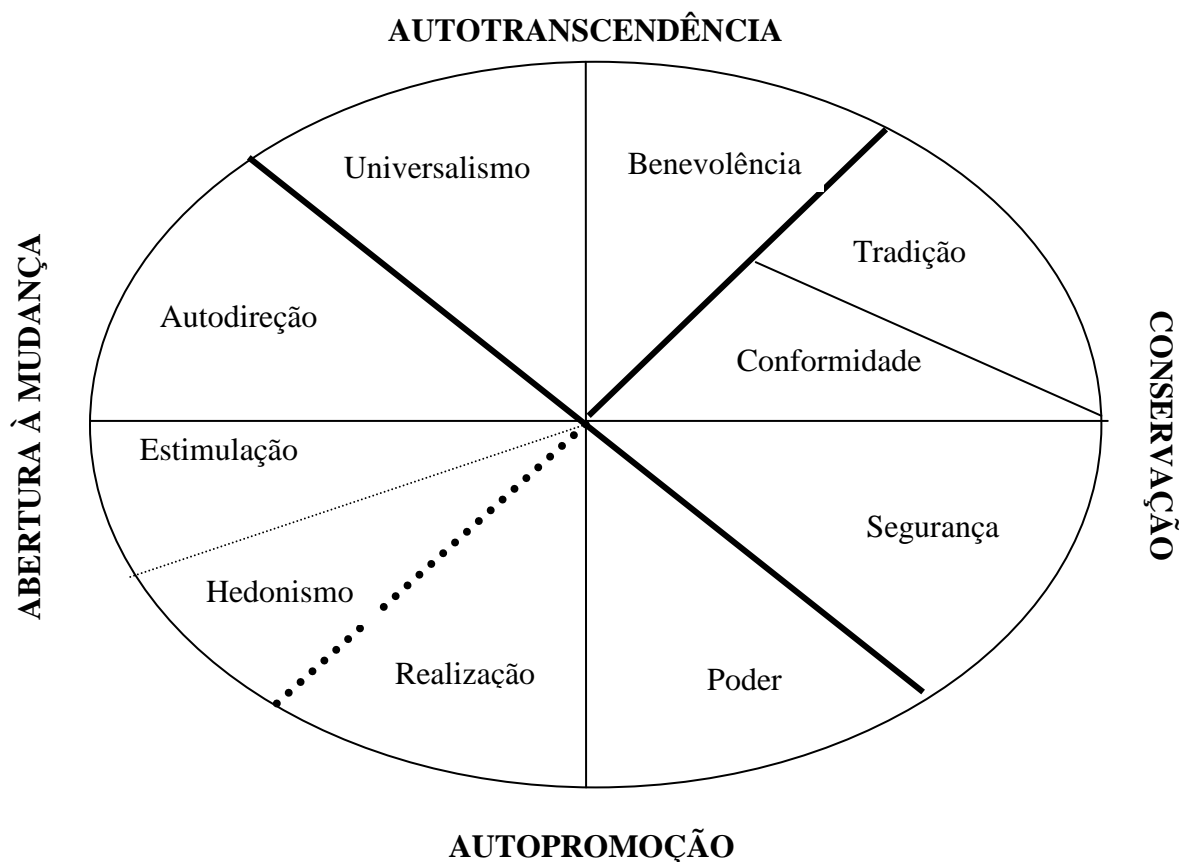 AUTOTRANSCENDÊNCIA
Universalismo
Benevolência
Tradição
Autodireção
Conformidade
ABERTURA À MUDANÇA
CONSERVAÇÃO
Estimulação
Segurança
Hedonismo
Realização
Poder
AUTOPROMOÇÃO